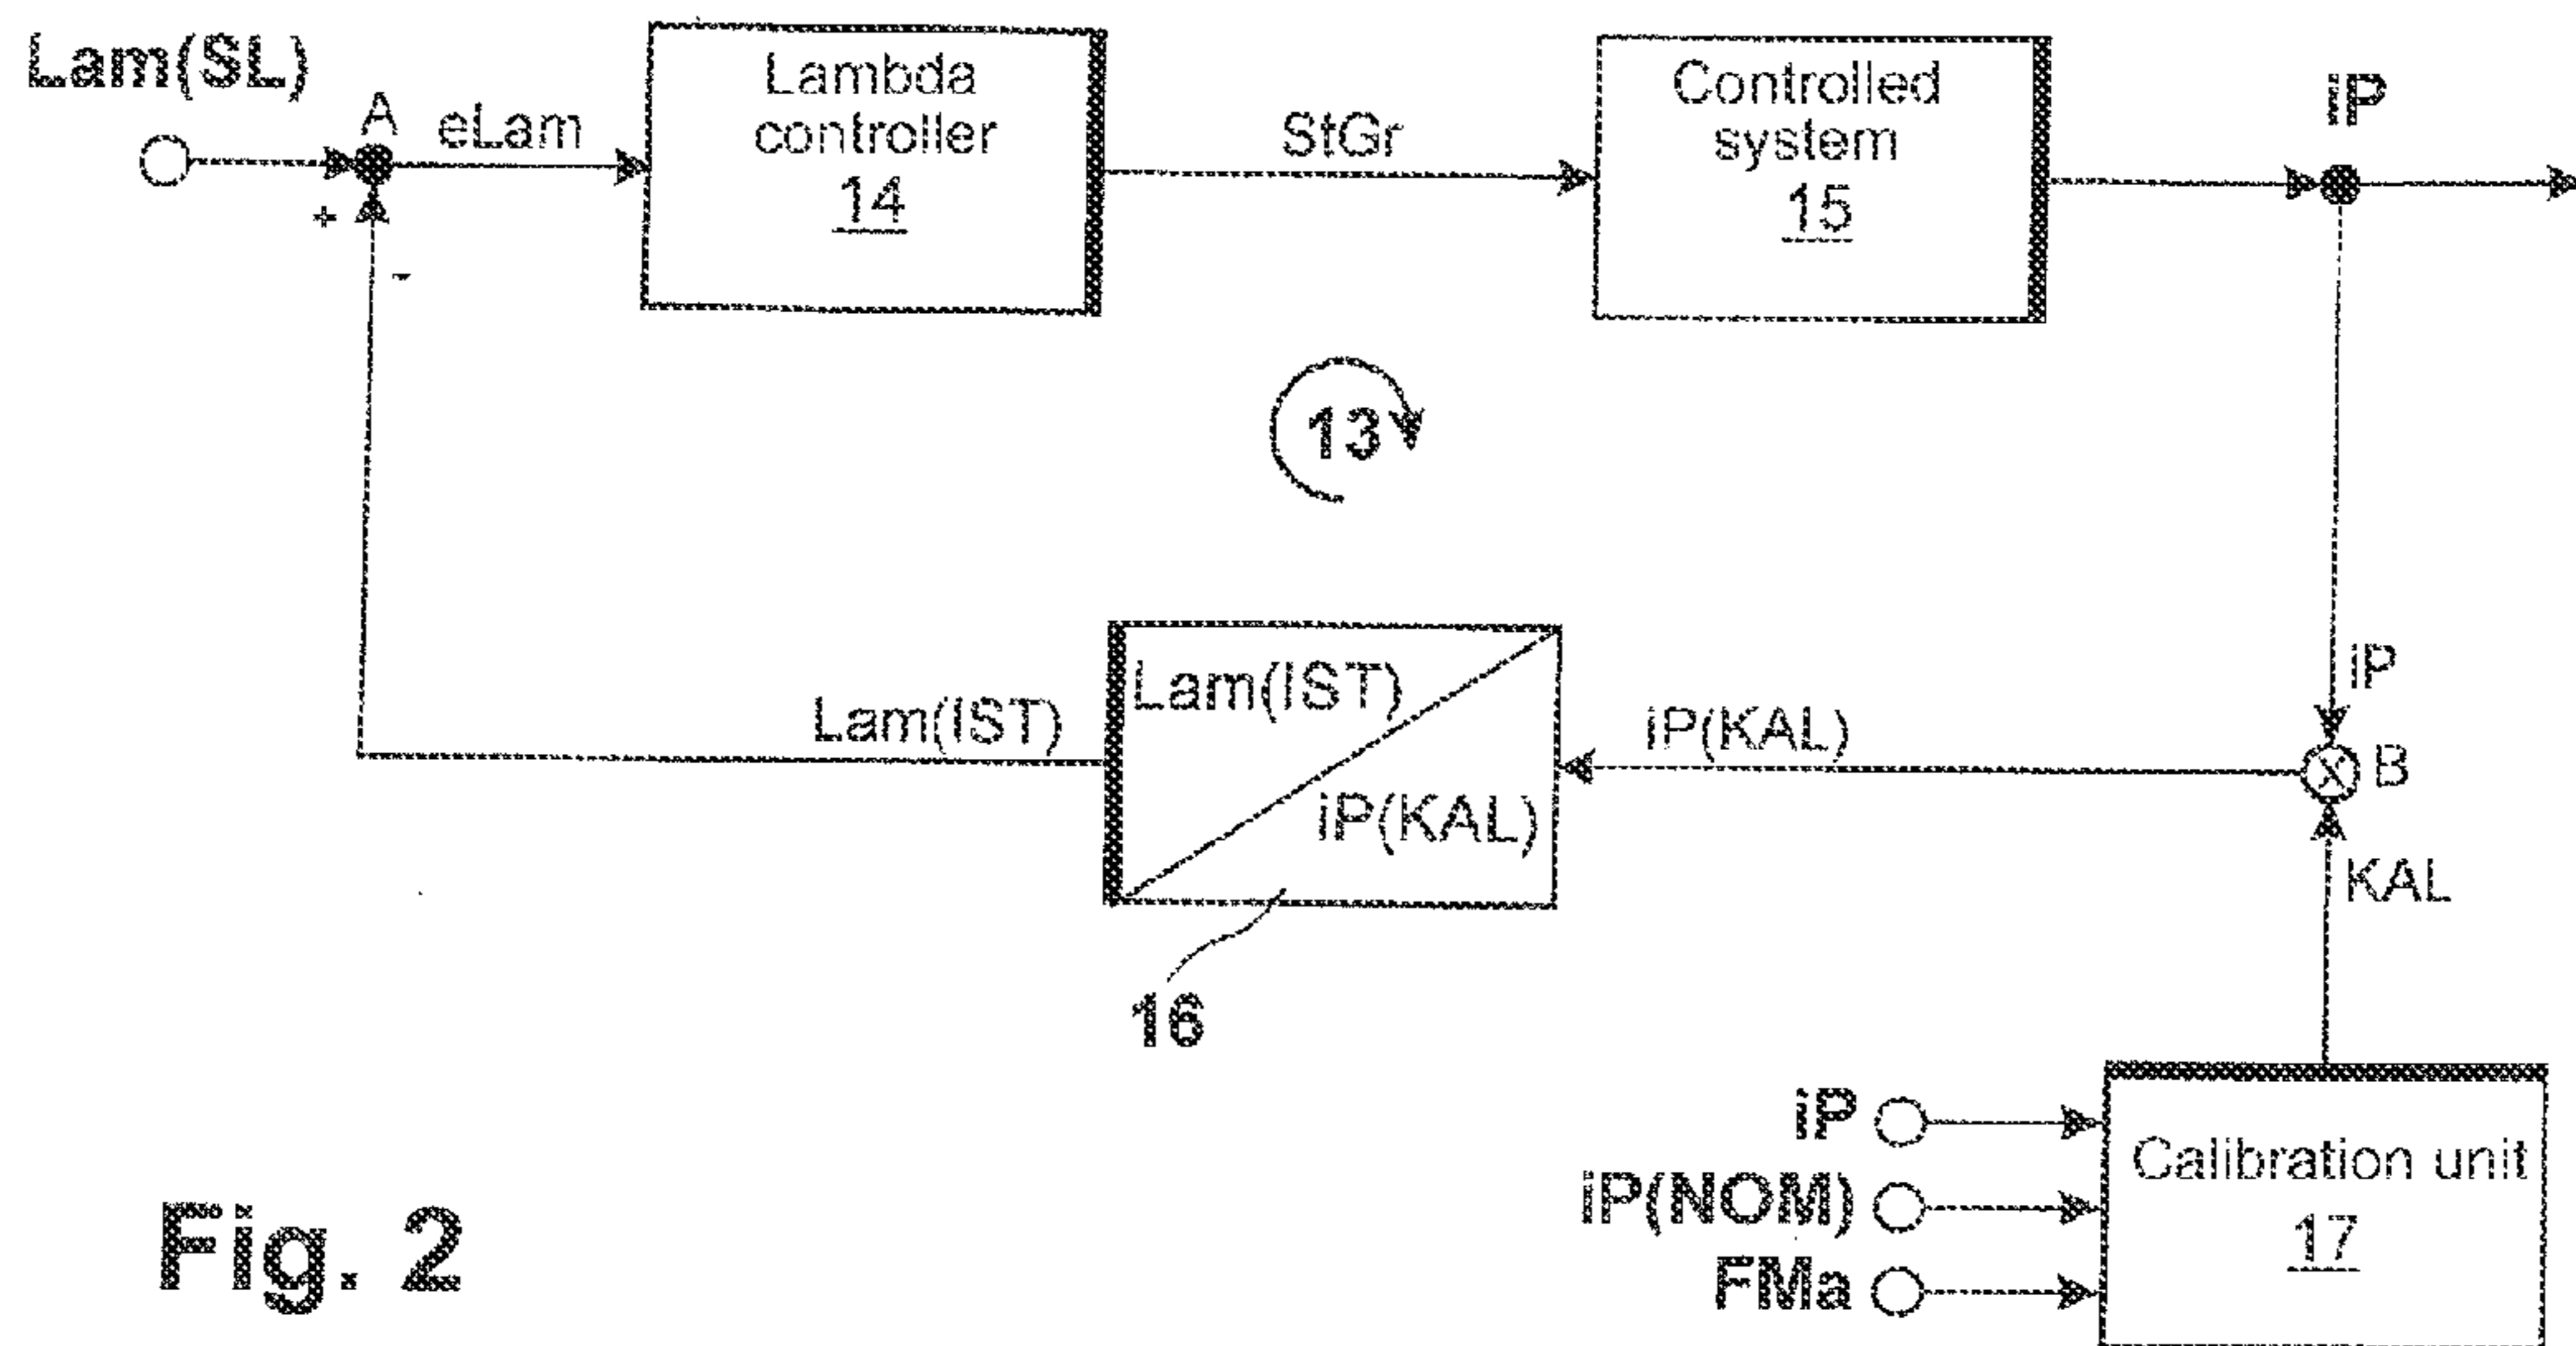 Lam(SL)
A
eLam
Lambda
controller
14
StGr
Controlled
system
15
iP
+
-
13
iP
B
X
KAL
iP(KAL)
Lam(IST)
iP(KAL)
Lam(IST)
16
iP
iP(NOM)
FMa
Calibration unit
17
Fig. 2